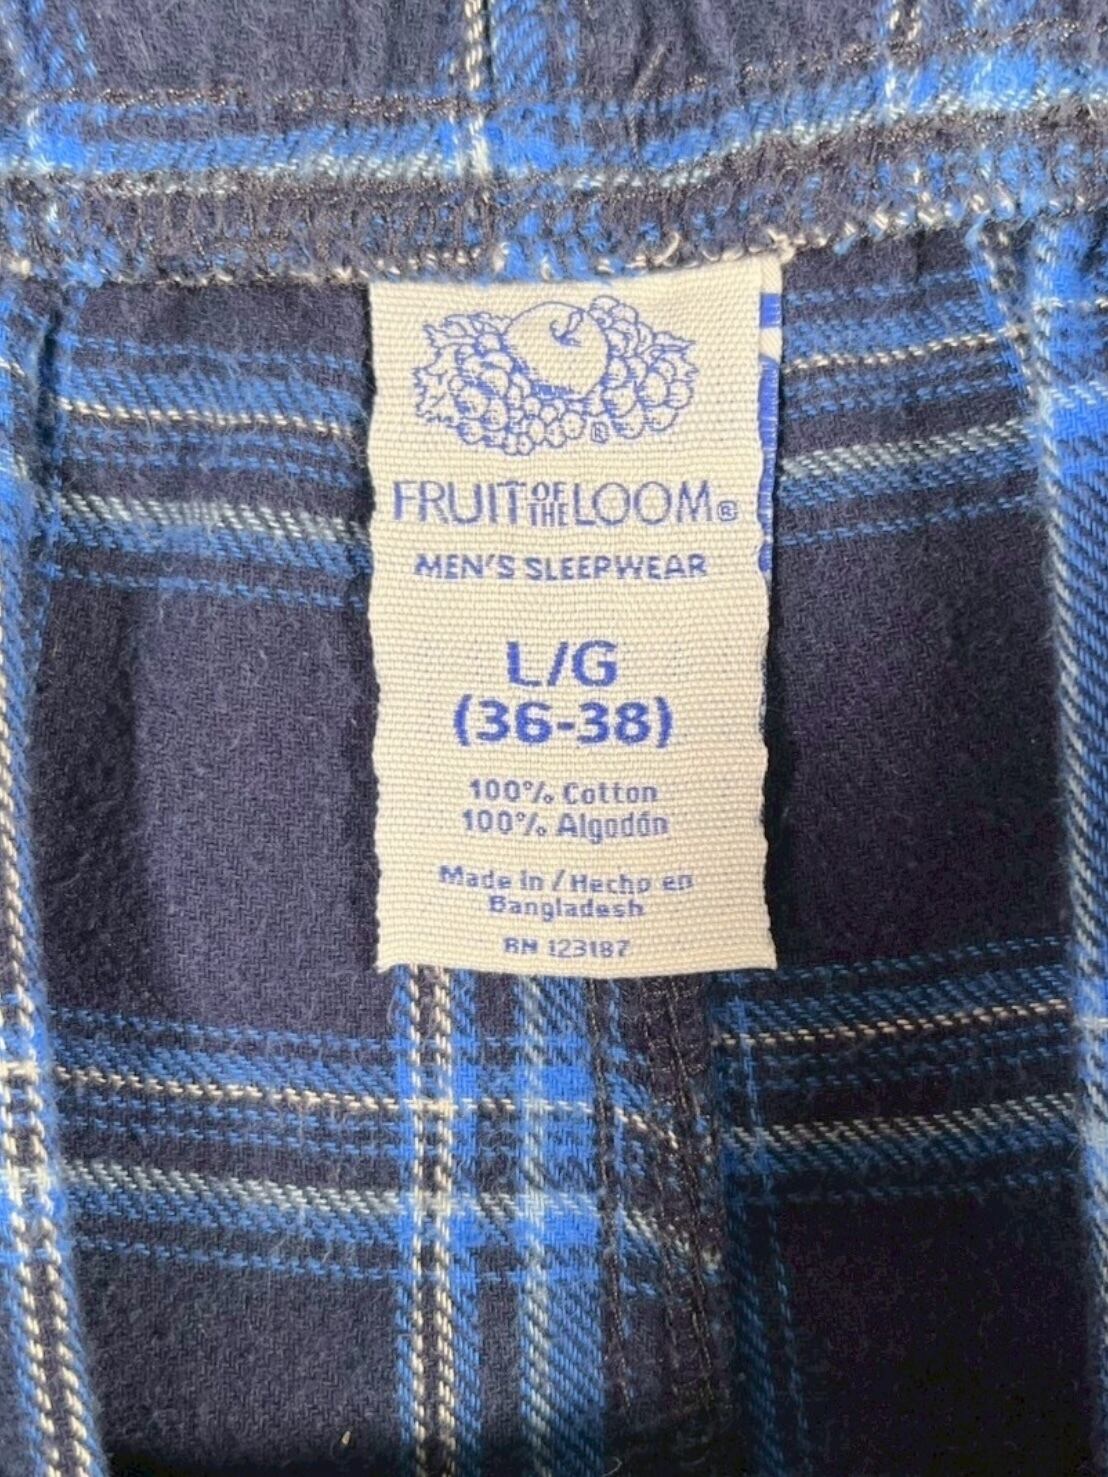 FRUIT OF THE LOOM®
MEN'S SLEEPWEAR
L/G
(36-38)
100% Cotton
100% Algodón
Made in / Hecho en
Bangladesh
RN 123187